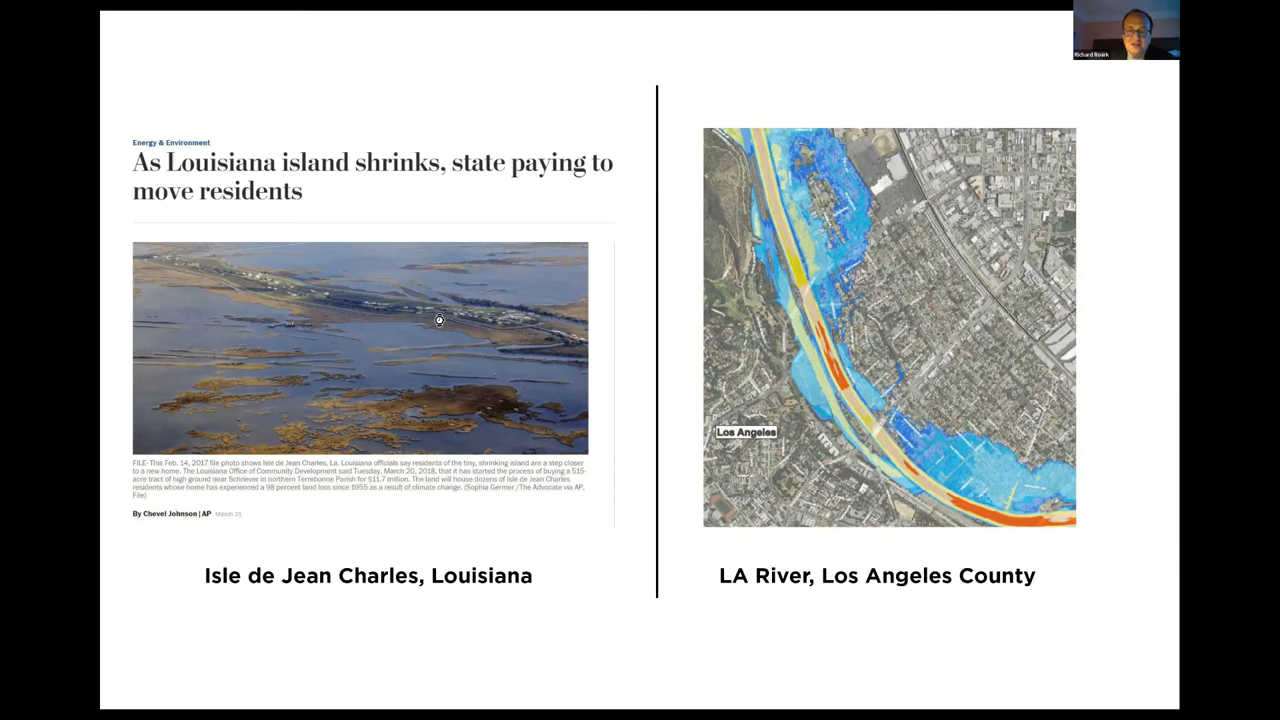 Richard Roark
Energy & Environment
As Louisiana island shrinks, state paying to
move residents
FILE- This Feb. 14, 2017 file photo shows Isle de Jean Charles, La. Louisiana officials say residents of the tiny, shrinking island are a step closer
to a new home. The Louisiana Office of Community Development said Tuesday, March 20, 2018, that it has started the process of buying a 515-
acre tract of high ground near Schriever in northern Terrebonne Parish for $11.7 million. The land will house dozens of Isle de Jean Charles
residents whose home has experienced a 98 percent land loss since 1955 as a result of climate change. (Sophia Germer /The Advocate via AP,
File)
By Chevel Johnson | AP March 21
Isle de Jean Charles, Louisiana
Los Angeles
LA River, Los Angeles County